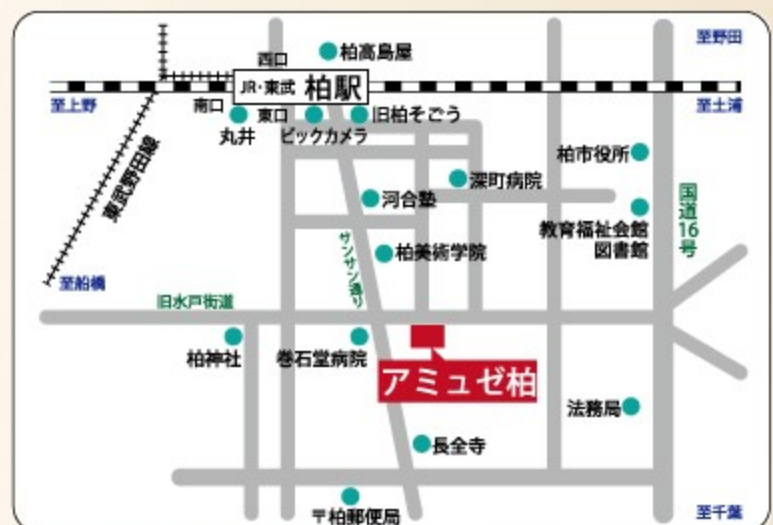 至野田
柏高島屋
西口
JR・東武 柏駅
至上野
南口
東口
至土浦
丸井
ビックカメラ
旧柏そごう
東武野田線
柏市役所
深町病院
河合塾
国道16号
教育福祉会館
図書館
サンサン通り
柏美術学院
至船橋
旧水戸街道
柏神社
巻石堂病院
アミュゼ柏
法務局
長全寺
〒柏郵便局
至千葉